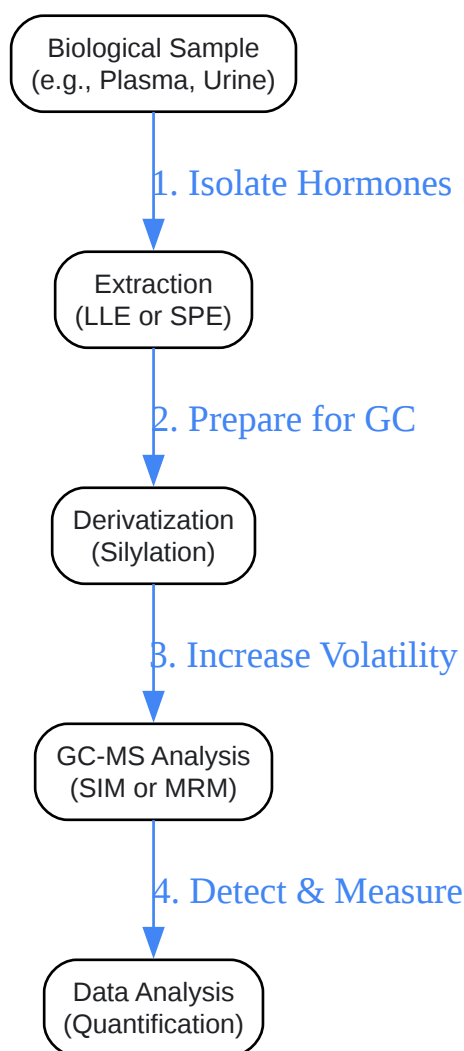 Biological Sample
(e.g., Plasma, Urine)
1. Isolate Hormones
Extraction
(LLE or SPE)
2. Prepare for GC
Derivatization
(Silylation)
3. Increase Volatility
GC-MS Analysis
(SIM or MRM)
4. Detect & Measure
Data Analysis
(Quantification)